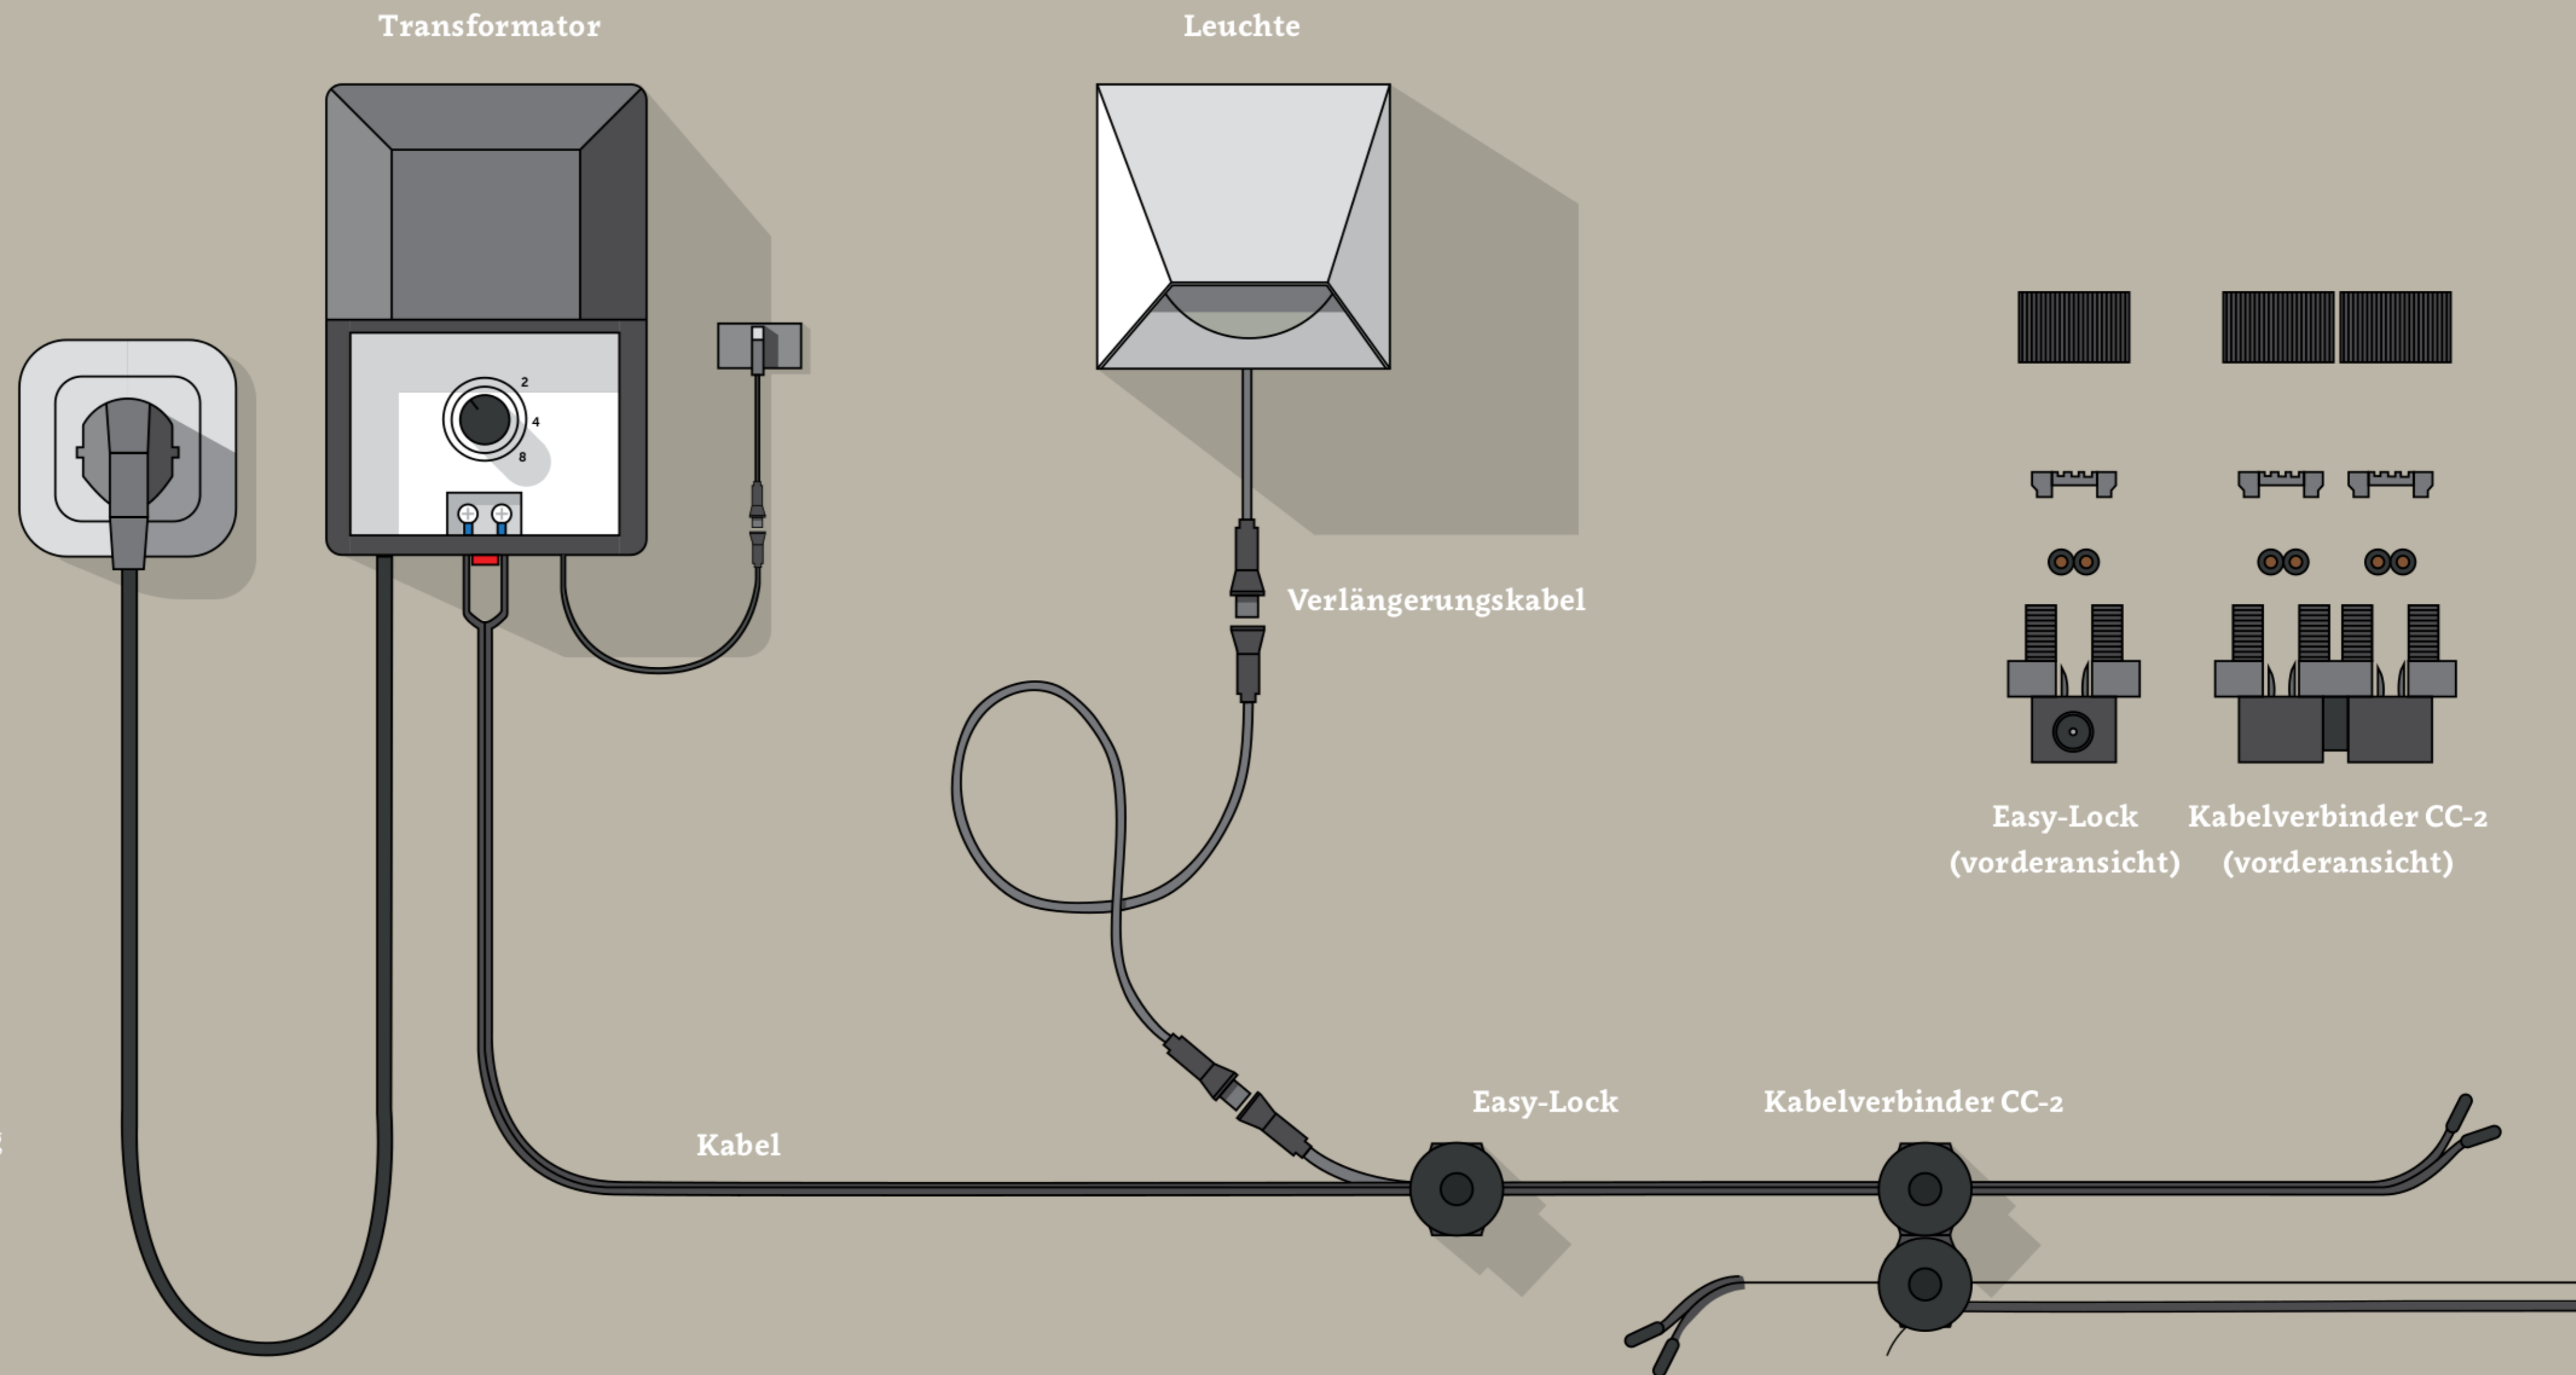 Transformator
Leuchte
2
4
8
Verlängerungskabel
Easy-Lock
(vorderansicht)
Kabelverbinder CC-2
(vorderansicht)
Easy-Lock
Kabelverbinder CC-2
Kabel